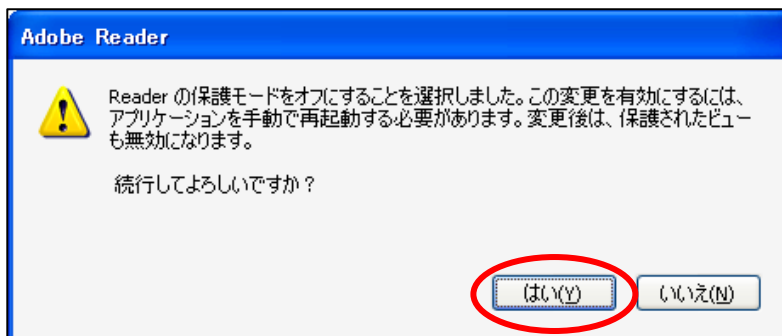 Adobe Reader
Reader の保護モードをオフにすることを選択しました。この変更を有効にするには、
アプリケーションを手動で再起動する必要があります。変更後は、保護されたビュー
も無効になります。
続行してよろしいですか？
はい(Y) いいえ(N)